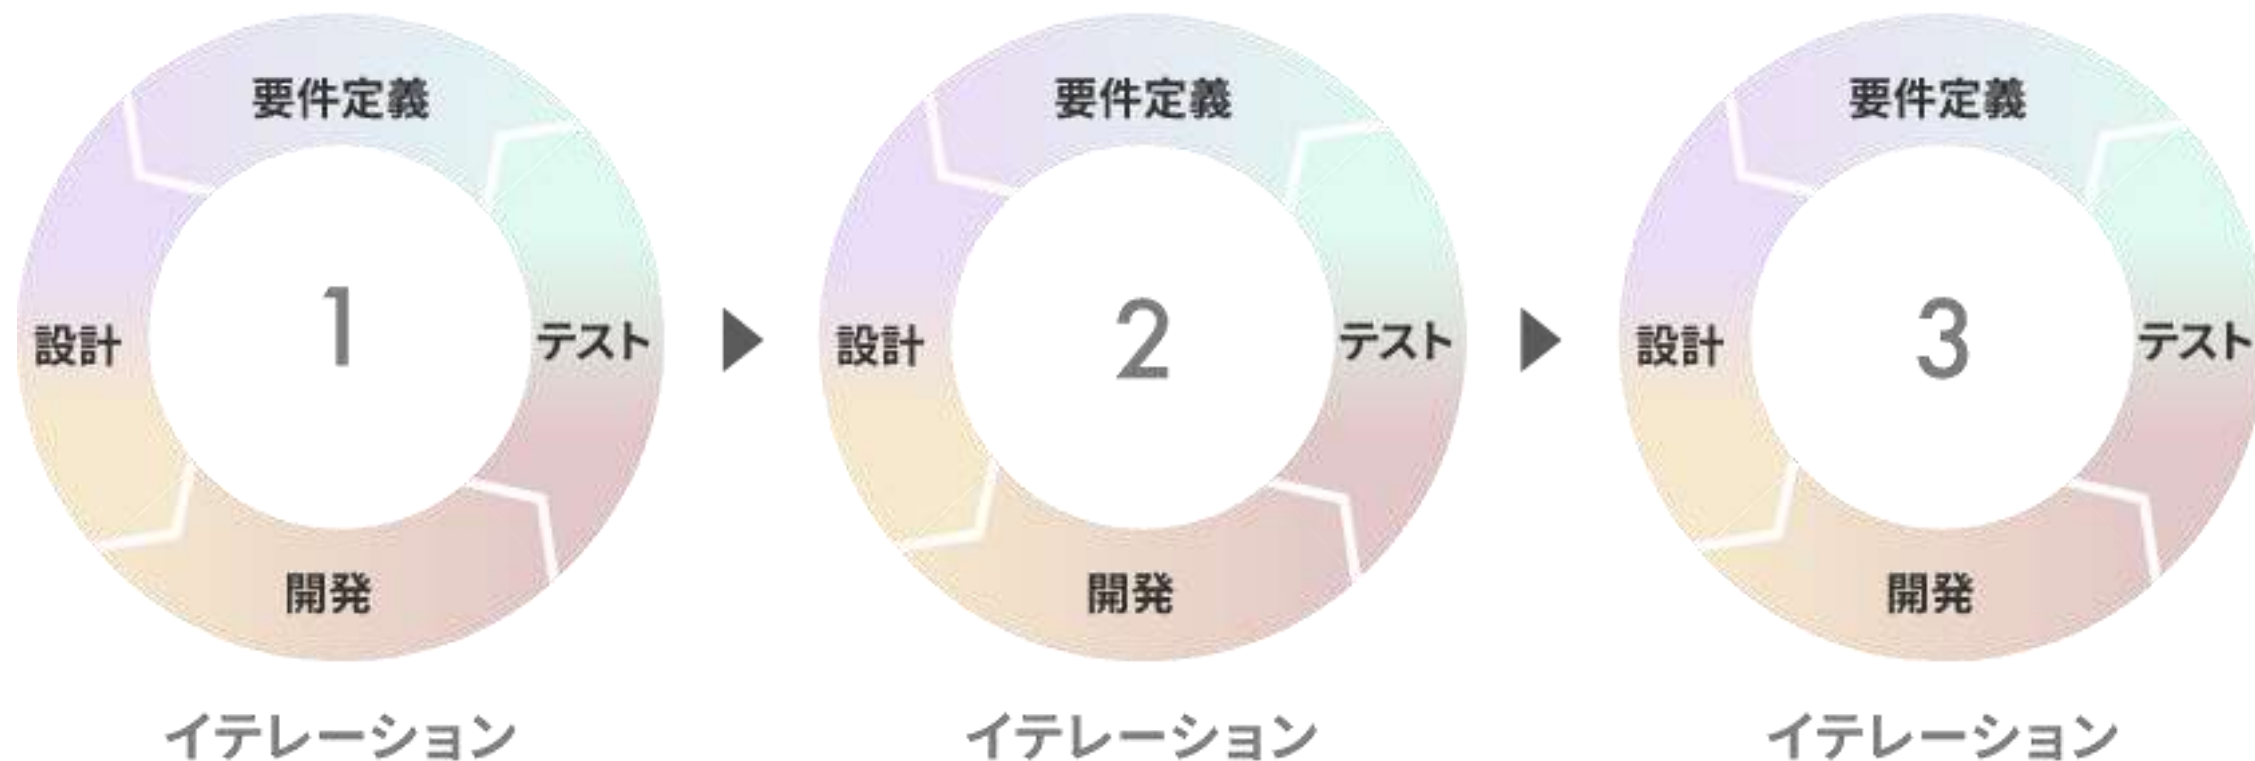 要件定義
設計
1
テスト
開発
イテレーション
要件定義
設計
2
テスト
開発
イテレーション
要件定義
設計
3
テスト
開発
イテレーション